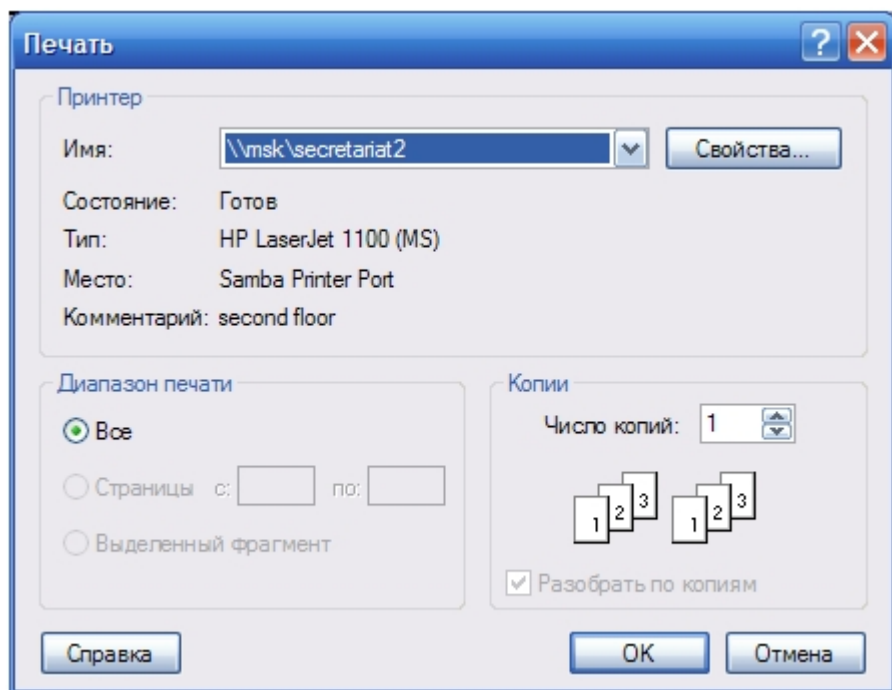 Печать
Принтер
Имя: \\msk\secretariat2 Свойства...
Состояние: Готов
Тип: HP LaserJet 1100 (MS)
Место: Samba Printer Port
Комментарий: second floor
Диапазон печати
Все
Страницы с: по:
Выделенный фрагмент
Копии
Число копий: 1
1 2 3 1 2 3
Разобрать по копиям
Справка OK Отмена